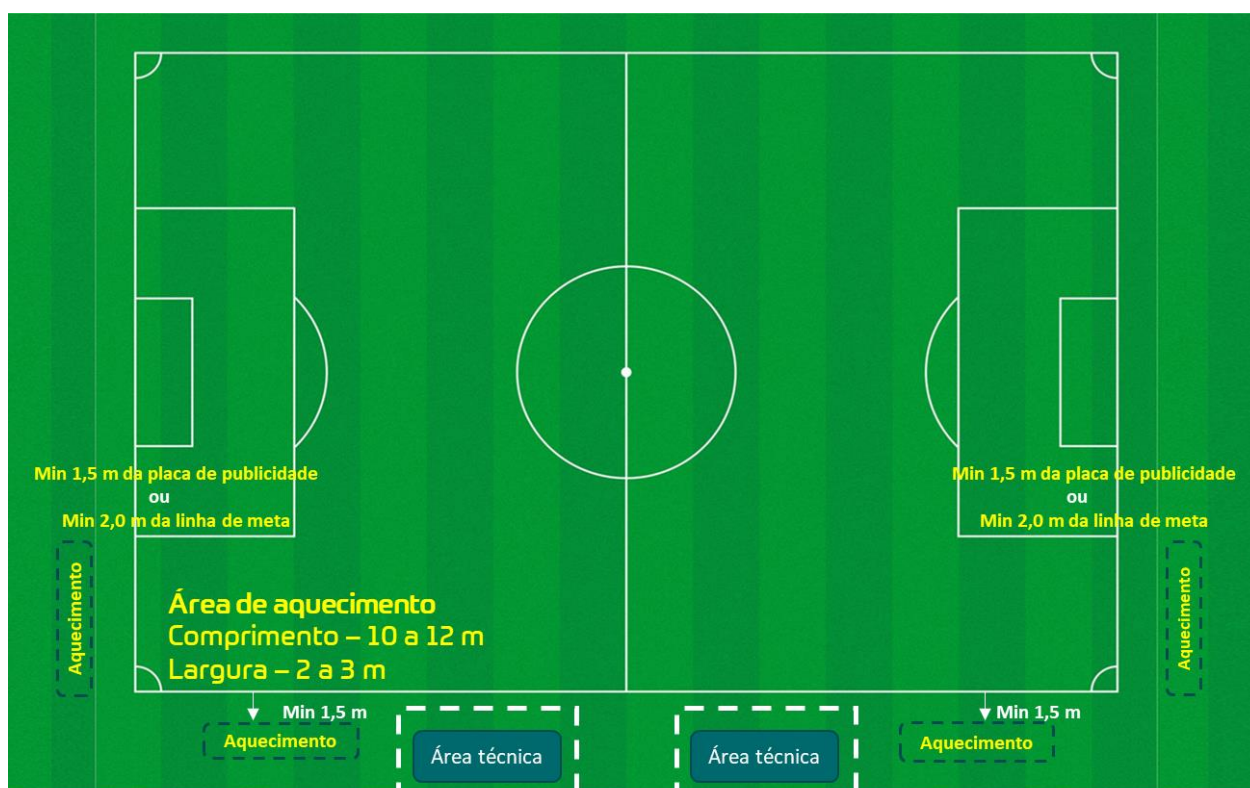 Min 1,5 m da placa de publicidade
ou
Min 2,0 m da linha de meta
Min 1,5 m da placa de publicidade
ou
Min 2,0 m da linha de meta
Aquecimento
Área de aquecimento
Comprimento – 10 a 12 m
Largura – 2 a 3 m
Aquecimento
Min 1,5 m
Min 1,5 m
Aquecimento
Área técnica
Área técnica
Aquecimento